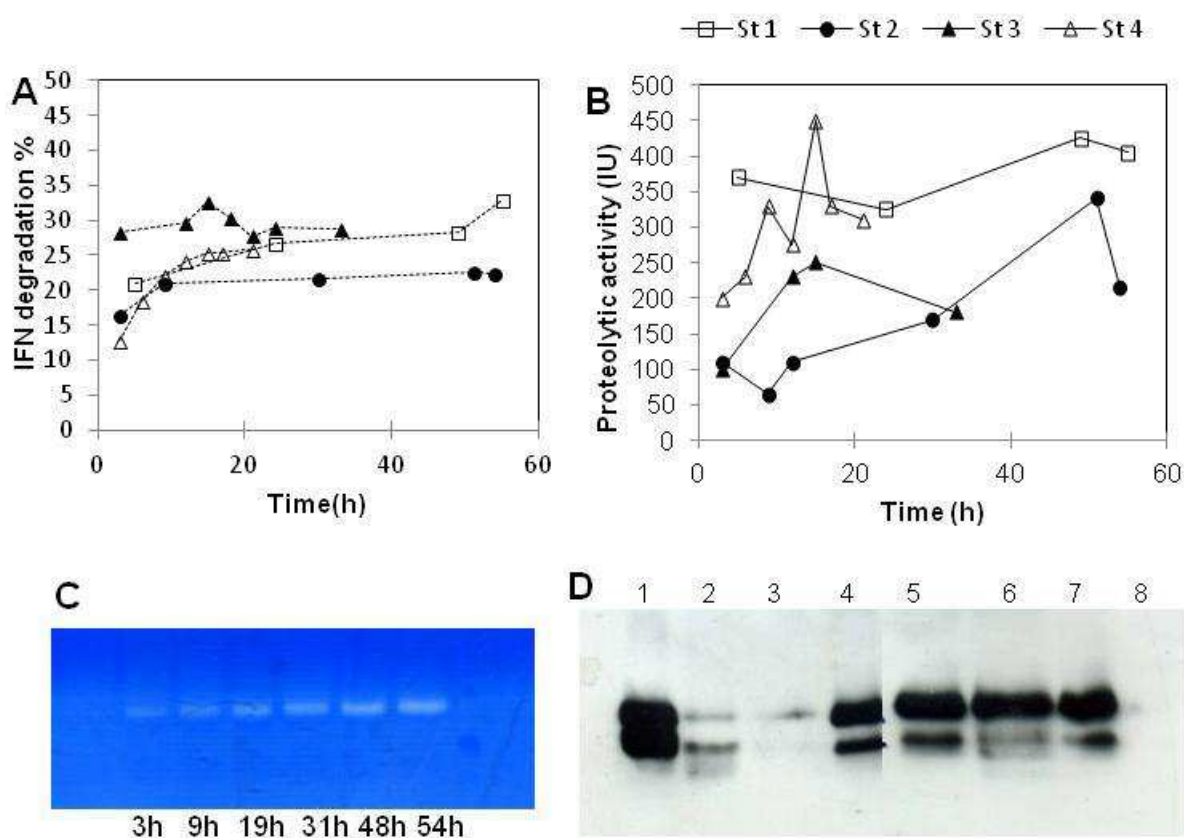 St 1 St 2 St 3 St 4
A
IFN degradation %
50
45
40
35
30
25
20
15
10
5
0
0 20 40 60
Time(h)
B
Proteolytic activity (IU)
500
450
400
350
300
250
200
150
100
50
0
0 20 40 60
Time (h)
C
3h 9h 19h 31h 48h 54h
D
1 2 3 4 5 6 7 8